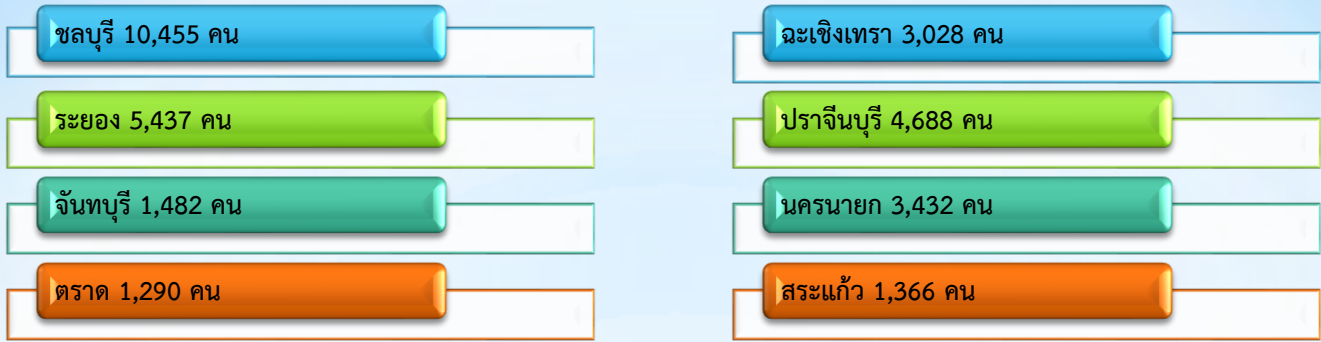 ชลบุรี 10,455 คน
ระยอง 5,437 คน
จันทบุรี 1,482 คน
ตราด 1,290 คน
ฉะเชิงเทรา 3,028 คน
ปราจีนบุรี 4,688 คน
นครนายก 3,432 คน
สระแก้ว 1,366 คน